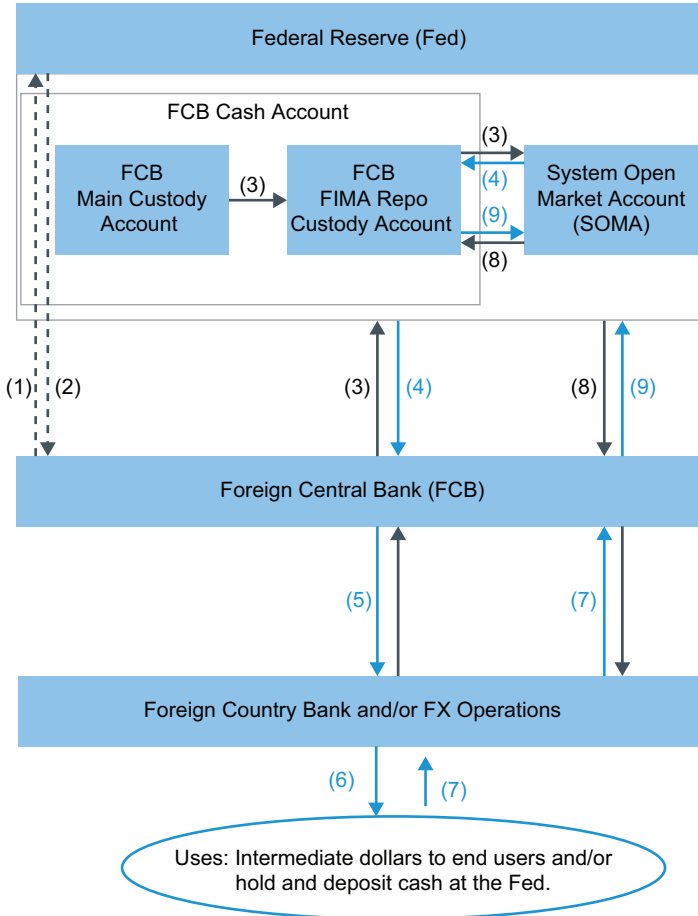 Federal Reserve (Fed)
FCB Cash Account
FCB
Main Custody
Account
(3)
FCB
FIMA Repo
Custody Account
(3)
(4)
(9)
(8)
System Open
Market Account
(SOMA)
(1)
(2)
(3)
(4)
(8)
(9)
Foreign Central Bank (FCB)
(5)
(7)
Foreign Country Bank and/or FX Operations
(6)
(7)
Uses: Intermediate dollars to end users and/or
hold and deposit cash at the Fed.